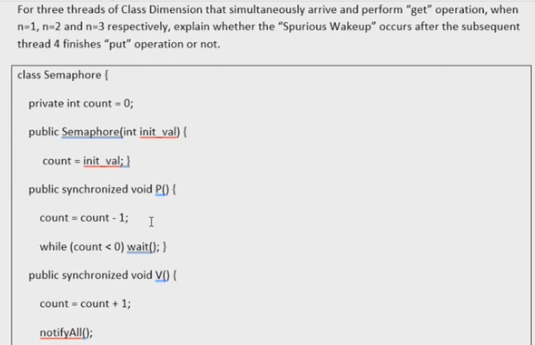 For three threads of Class Dimension that simultaneously arrive and perform "get" operation, when
n=1, n=2 and n=3 respectively, explain whether the "Spurious Wakeup" occurs after the subsequent
thread 4 finishes "put" operation or not.
class Semaphore {
private int count = 0;
public Semaphore(int init_val) {
count = init_val; }
public synchronized void P() {
count = count - 1;
while (count < 0) wait(); }
public synchronized void V() {
count = count + 1;
notifyAll();